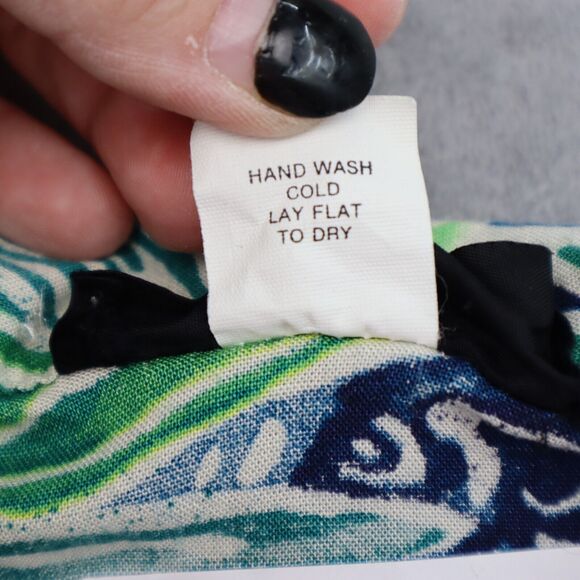 HAND WASH
COLD
LAY FLAT
TO DRY